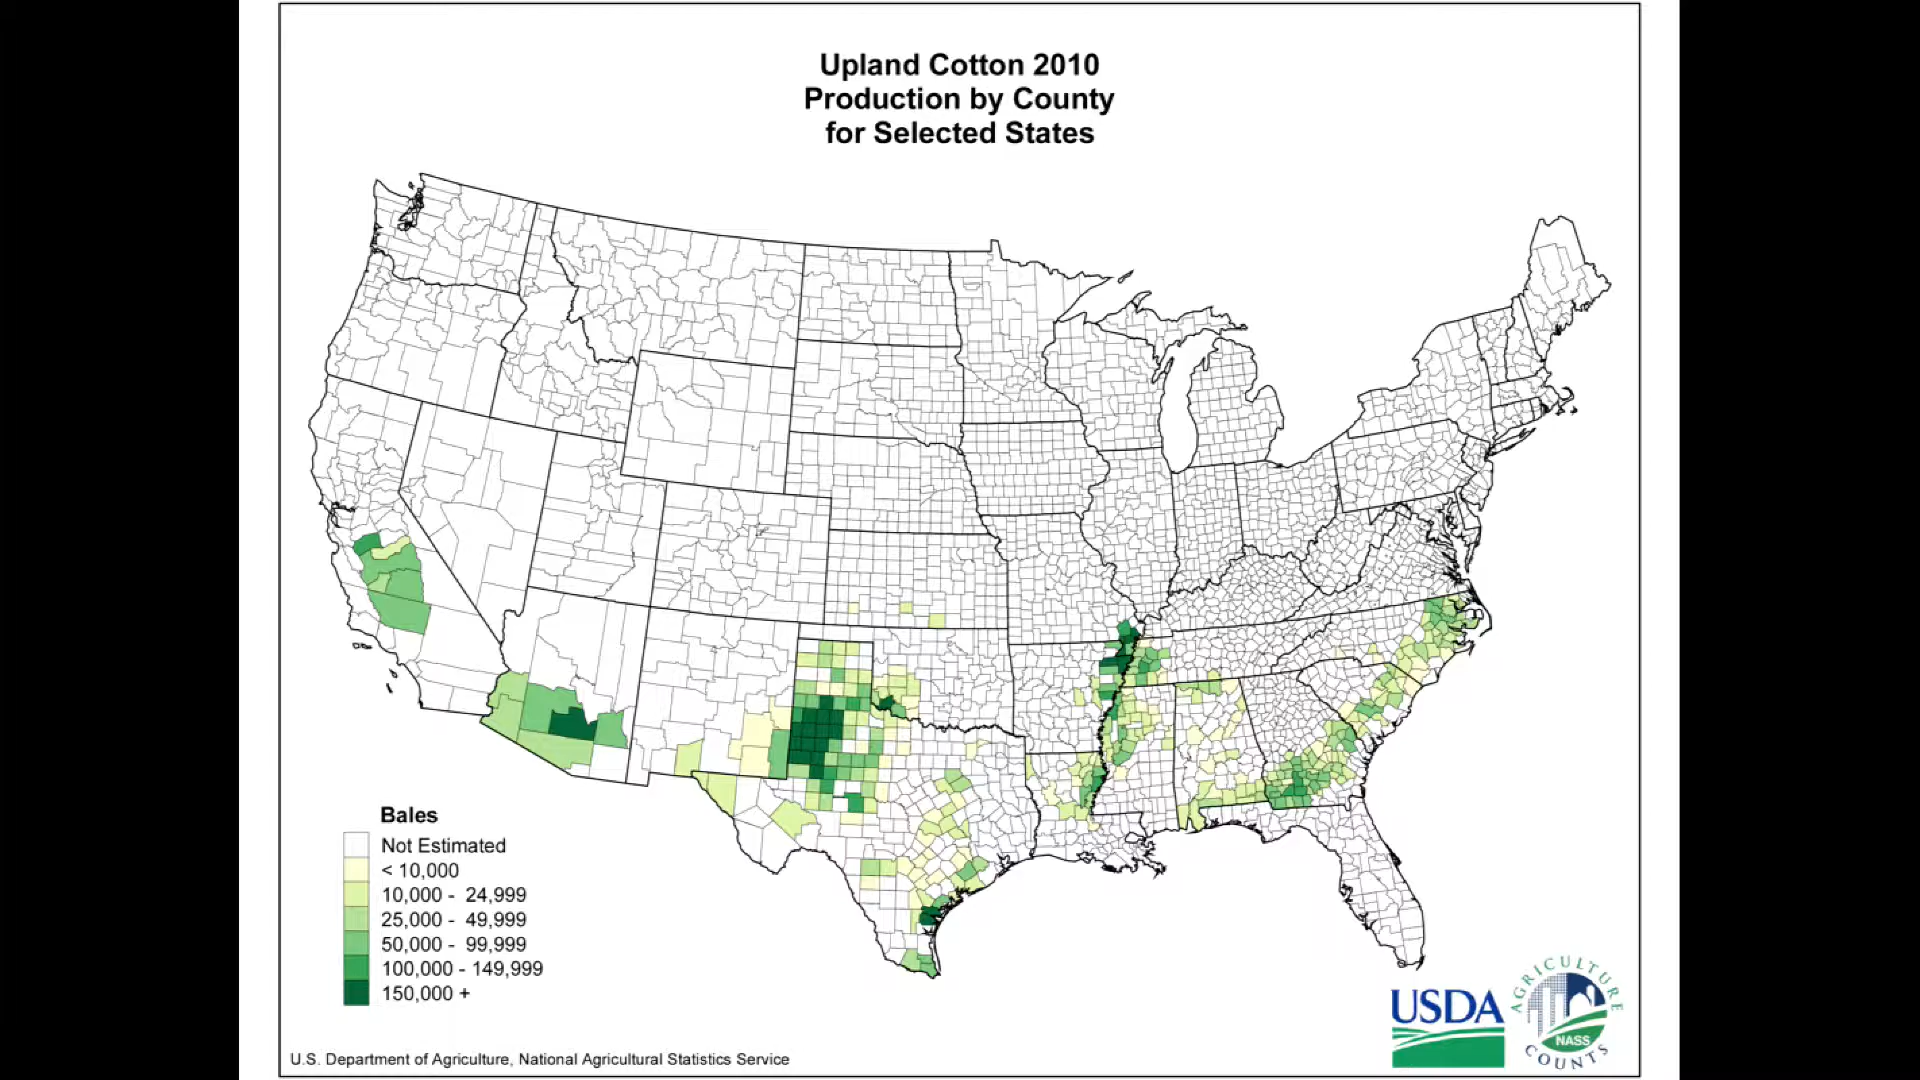 Upland Cotton 2010
Production by County
for Selected States
Bales
Not Estimated
< 10,000
10,000 - 24,999
25,000 - 49,999
50,000 - 99,999
100,000 - 149,999
150,000 +
U.S. Department of Agriculture, National Agricultural Statistics Service
USDA
AGRICULTURE
NASS
COUNTS